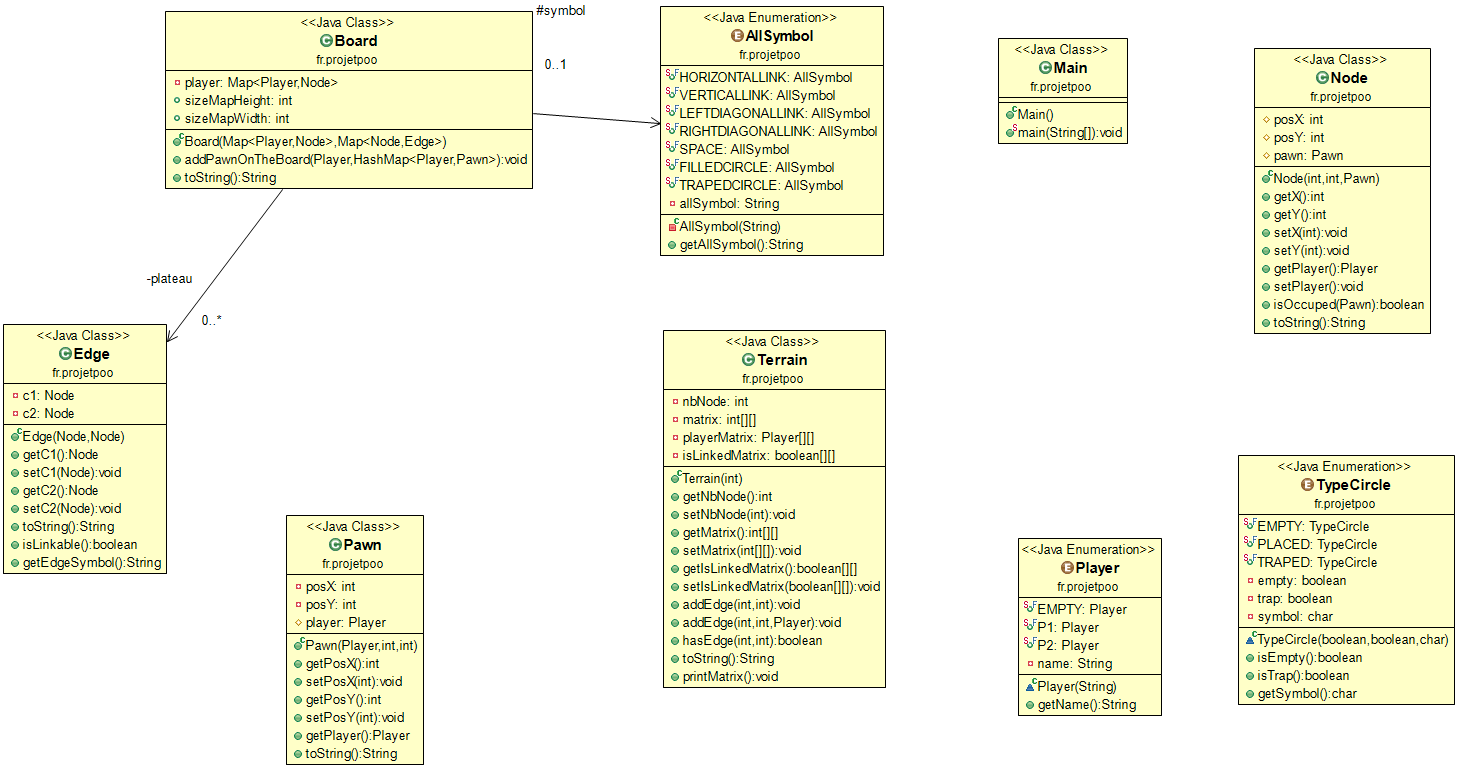 <<Java Class>>
Board
fr.projetpoo
player: Map<Player,Node>
sizeMapHeight: int
sizeMapWidth: int
Board(Map<Player,Node>,Map<Node,Edge>)
addPawnOnTheBoard(Player,HashMap<Player,Pawn>):void
toString():String
#symbol
0..1
-plateau
0..*
<<Java Enumeration>>
AllSymbol
fr.projetpoo
HORIZONTALLINK: AllSymbol
VERTICALLINK: AllSymbol
LEFTDIAGONALLINK: AllSymbol
RIGHTDIAGONALLINK: AllSymbol
SPACE: AllSymbol
FILLEDCIRCLE: AllSymbol
TRAPEDCIRCLE: AllSymbol
allSymbol: String
AllSymbol(String)
getAllSymbol():String
<<Java Class>>
Main
fr.projetpoo
Main()
main(String[]):void
<<Java Class>>
Node
fr.projetpoo
posX: int
posY: int
pawn: Pawn
Node(int,int,Pawn)
getX():int
getY():int
setX(int):void
setY(int):void
getPlayer():Player
setPlayer():void
isOccuped(Pawn):boolean
toString():String
<<Java Class>>
Edge
fr.projetpoo
c1: Node
c2: Node
Edge(Node,Node)
getC1():Node
setC1(Node):void
getC2():Node
setC2(Node):void
toString():String
isLinkable():boolean
getEdgeSymbol():String
<<Java Class>>
Pawn
fr.projetpoo
posX: int
posY: int
player: Player
Pawn(Player,int,int)
getPosX():int
setPosX(int):void
getPosY():int
setPosY(int):void
getPlayer():Player
toString():String
<<Java Class>>
Terrain
fr.projetpoo
nbNode: int
matrix: int[][]
playerMatrix: Player[][]
isLinkedMatrix: boolean[][]
Terrain(int)
getNbNode():int
setNbNode(int):void
getMatrix():int[][]
setMatrix(int[][]):void
getIsLinkedMatrix():boolean[][]
setIsLinkedMatrix(boolean[][]):void
addEdge(int,int):void
addEdge(int,int,Player):void
hasEdge(int,int):boolean
toString():String
printMatrix():void
<<Java Enumeration>>
Player
fr.projetpoo
EMPTY: Player
P1: Player
P2: Player
name: String
Player(String)
getName():String
<<Java Enumeration>>
TypeCircle
fr.projetpoo
EMPTY: TypeCircle
PLACED: TypeCircle
TRAPED: TypeCircle
empty: boolean
trap: boolean
symbol: char
TypeCircle(boolean,boolean,char)
isEmpty():boolean
isTrap():boolean
getSymbol():char